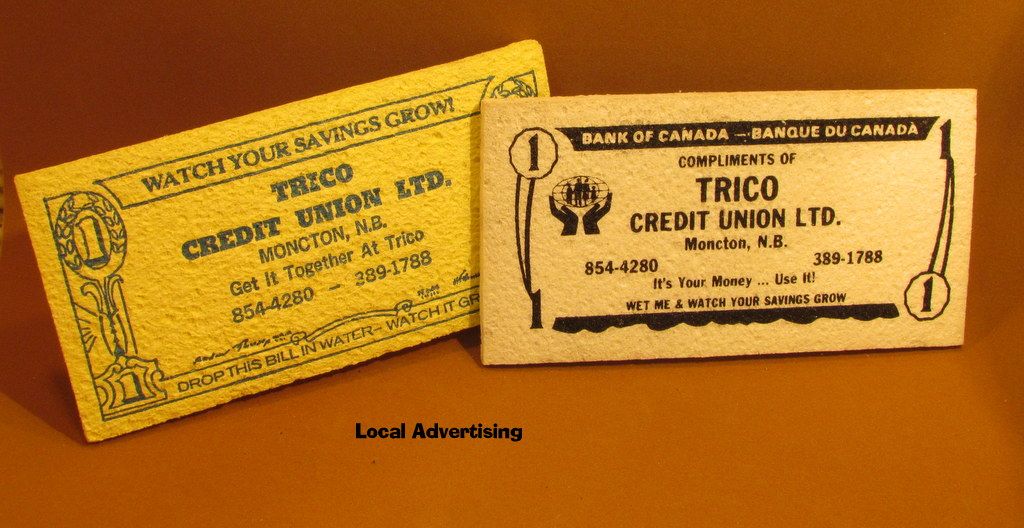 WATCH YOUR SAVINGS GROW!
TRICO
CREDIT UNION LTD.
MONCTON, N.B.
Get It Together At Trico
854-4280 - 389-1788
DROP THIS BILL IN WATER - WATCH IT GR
1
BANK OF CANADA — BANQUE DU CANADA
1
COMPLIMENTS OF
TRICO
CREDIT UNION LTD.
Moncton, N.B.
854-4280
389-1788
It's Your Money ... Use It!
WET ME & WATCH YOUR SAVINGS GROW
1
1
Local Advertising